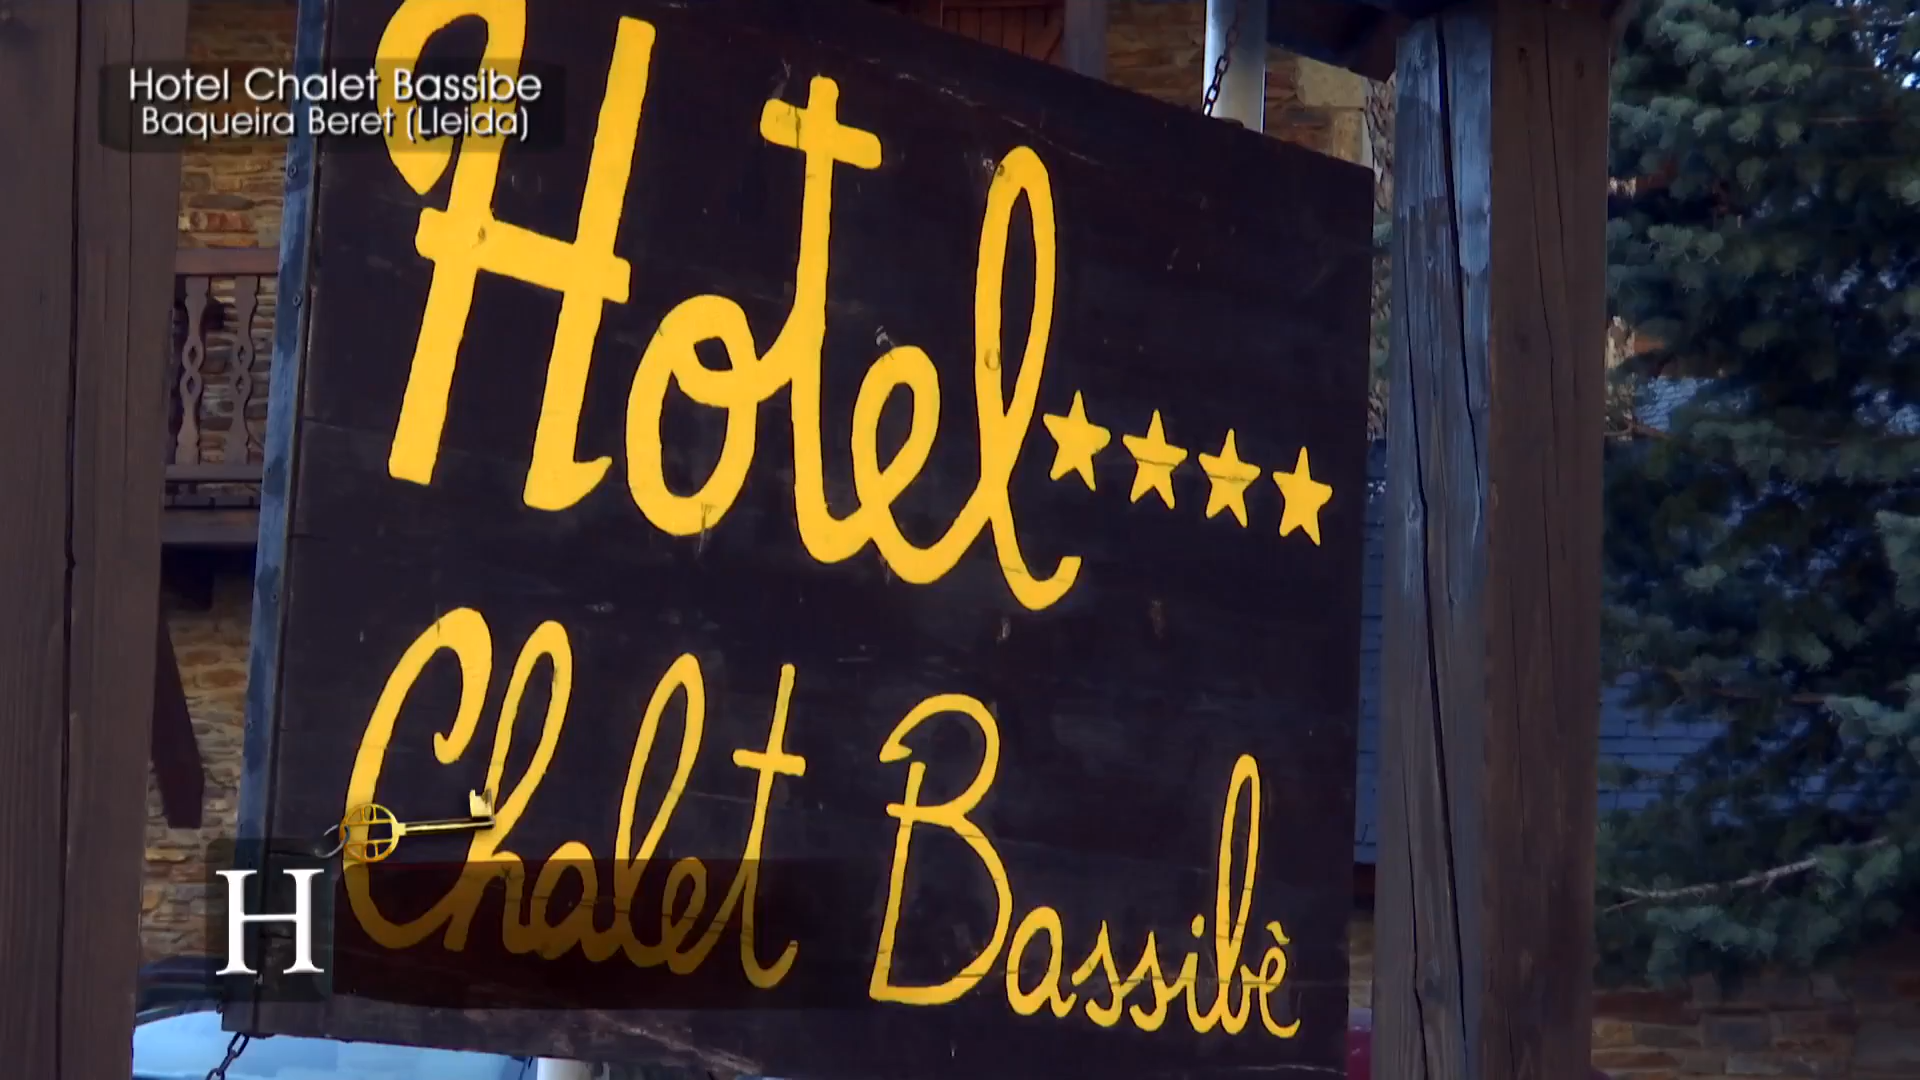 Hotel Chalet Bassibe
Baqueira Beret (Lleida)
Hotel ★★★★
Chalet Bassibè
H